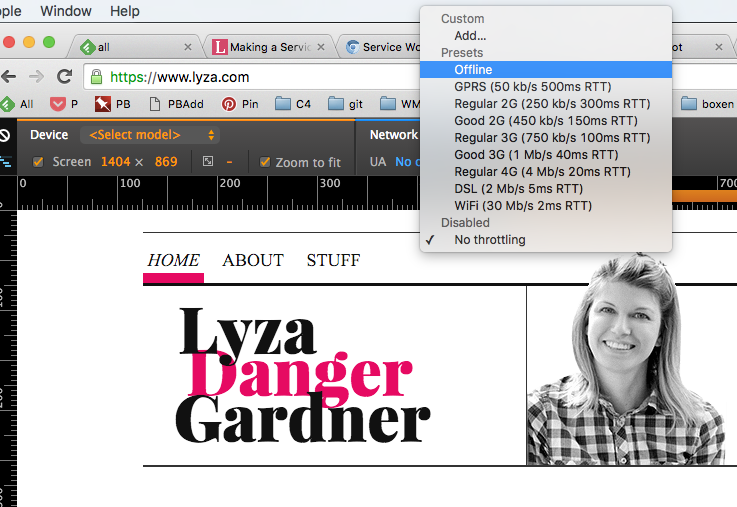 ople Window Help
Custom
Add...
Presets
Offline
GPRS (50 kb/s 500ms RTT)
Regular 2G (250 kb/s 300ms RTT)
Good 2G (450 kb/s 150ms RTT)
Regular 3G (750 kb/s 100ms RTT)
Good 3G (1 Mb/s 40ms RTT)
Regular 4G (4 Mb/s 20ms RTT)
DSL (2 Mb/s 5ms RTT)
WiFi (30 Mb/s 2ms RTT)
Disabled
✓ No throttling
all × L Making a Servic × Service Wo ot ×
https://www.lyza.com
All P PB PBAdd Pin C4 git WM boxen
Device <Select model> Network
✓ Screen 1404 × 869 – ✓ Zoom to fit UA No
0 100 200 300 700
100
200
300
HOME ABOUT STUFF
Lyza
Danger
Gardner